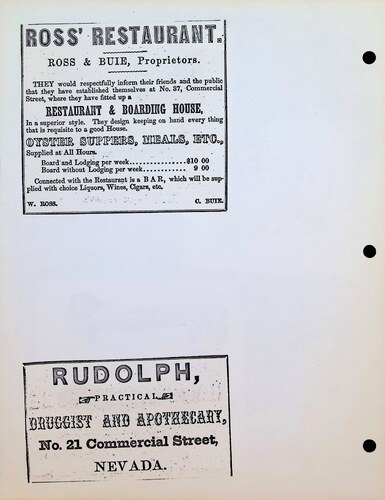 ROSS' RESTAURANT.
ROSS & BUIE, Proprietors.
THEY would respectfully inform their friends and the public
that they have established themselves at No. 37, Commercial
Street, where they have fitted up a
RESTAURANT & BOARDING HOUSE,
In a superior style. They design keeping on hand every thing
that is requisite to a good House.
OYSTER SUPPERS, MEALS, ETC.,
Supplied at All Hours.
Board and Lodging per week..............$10 00
Board without Lodging per week............ 9 00
Connected with the Restaurant is a BAR, which will be sup-
plied with choice Liquors, Wines, Cigars, etc.
W. ROSS. C. BUIE.
RUDOLPH,
PRACTICAL
DRUGGIST AND APOTHECARY,
No. 21 Commercial Street,
NEVADA.